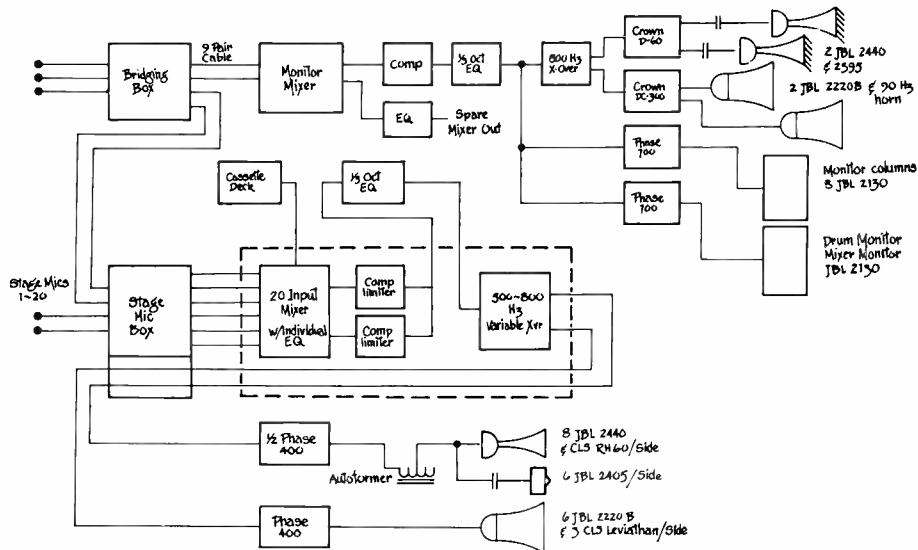 9 Pair
Cable
Bridging
Box
Monitor
Mixer
Comp
1/3 Oct
EQ
800 Hz
X-Over
Crown
D-60
2 JBL 2440
& 2395
Crown
DC-300
2 JBL 2220B & 90 Hz
horn
EQ
Spare
Mixer Out
Phase
700
Monitor columns
8 JBL 2130
Phase
700
Drum Monitor
Mixer Monitor
JBL 2130
Cassette
Deck
1/3 Oct
EQ
Stage Mics
1~20
Stage
Mic
Box
20 Input
Mixer
w/Individual
EQ
Comp
limiter
Comp
limiter
500~800
Hz
Variable Xvr
1/2 Phase
400
Autoformer
8 JBL 2440
& CLS RH60/Side
6 JBL 2405/Side
Phase
400
6 JBL 2220 B
& 3 CLS Leviathan/Side